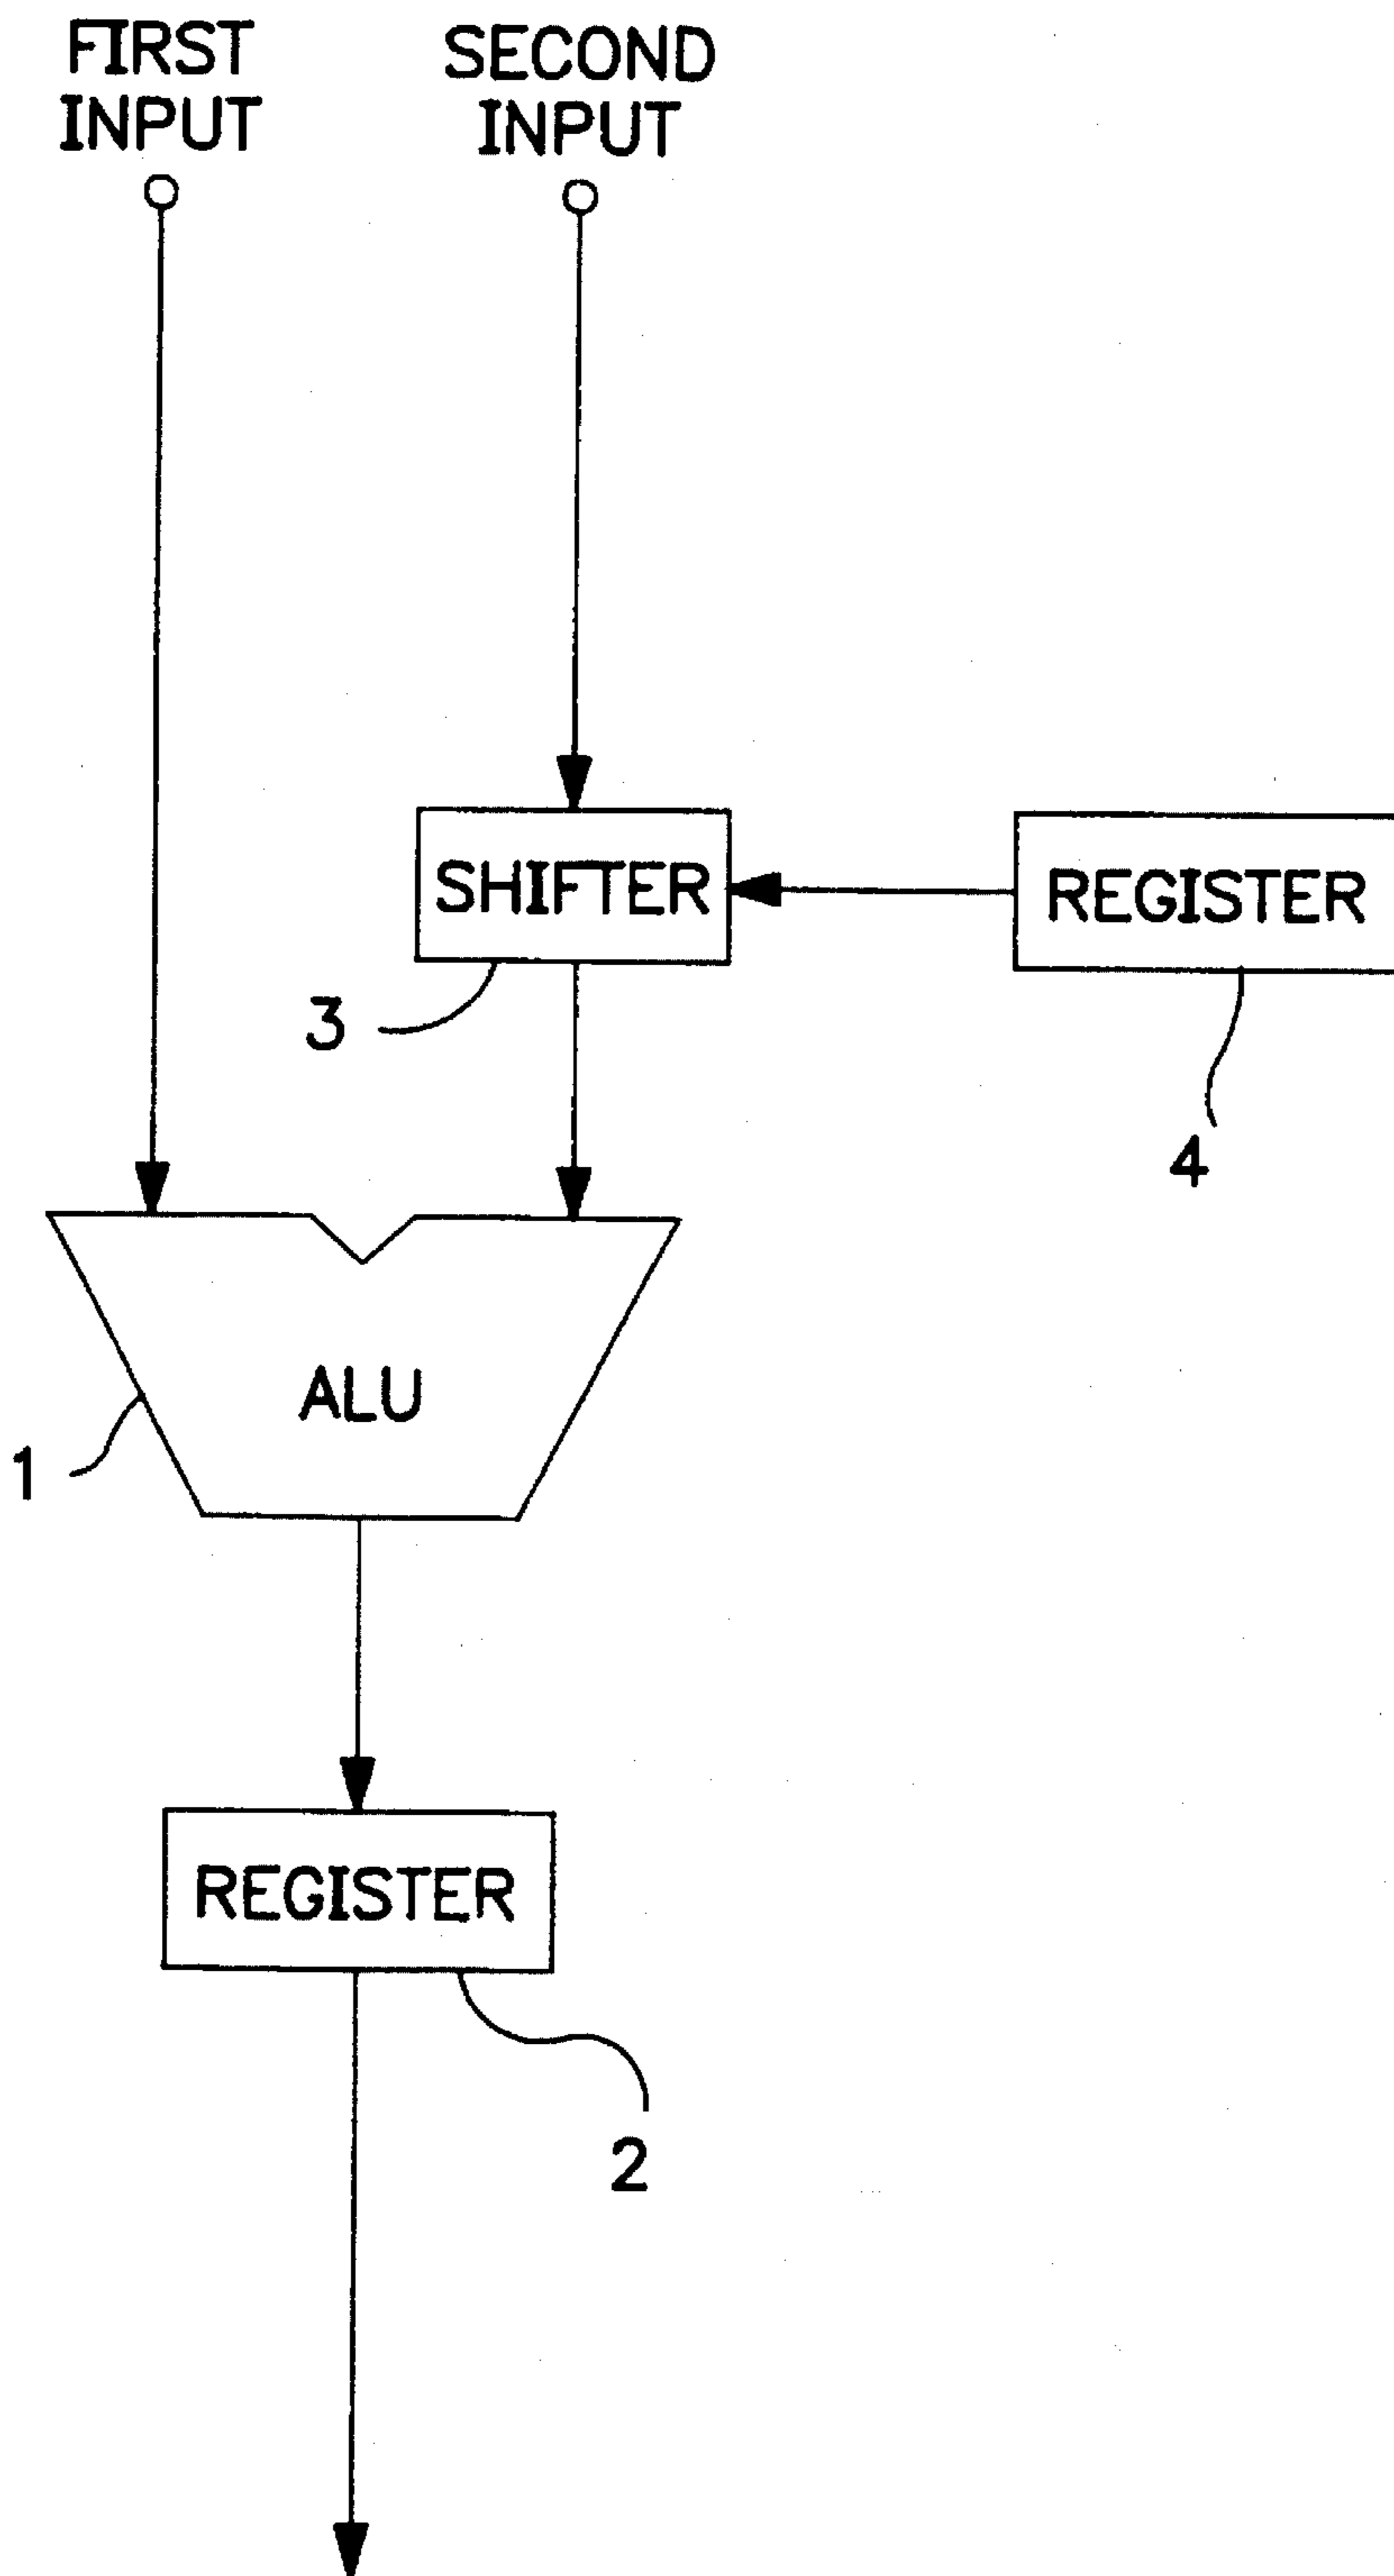 FIRST
INPUT
SECOND
INPUT
SHIFTER
REGISTER
3
4
ALU
1
REGISTER
2